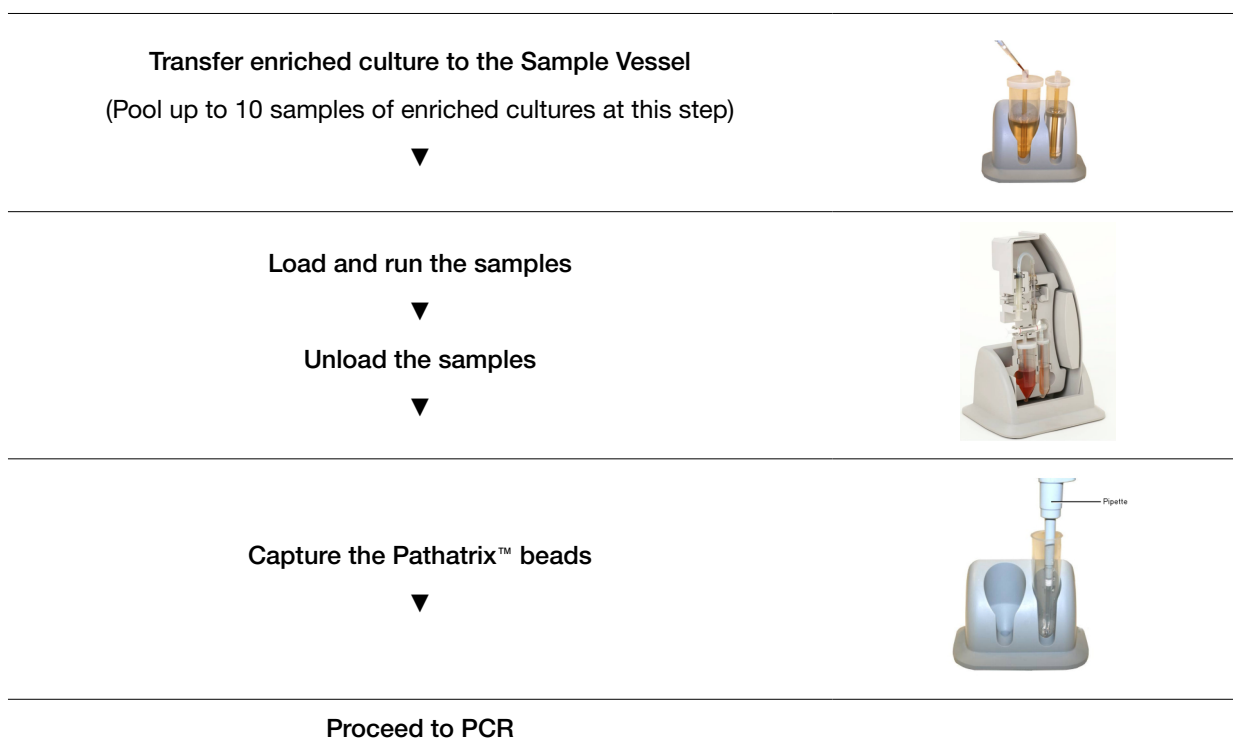 Transfer enriched culture to the Sample Vessel
(Pool up to 10 samples of enriched cultures at this step)
▼
Load and run the samples
▼
Unload the samples
▼
Pipette
Capture the Pathatrix™ beads
▼
Proceed to PCR